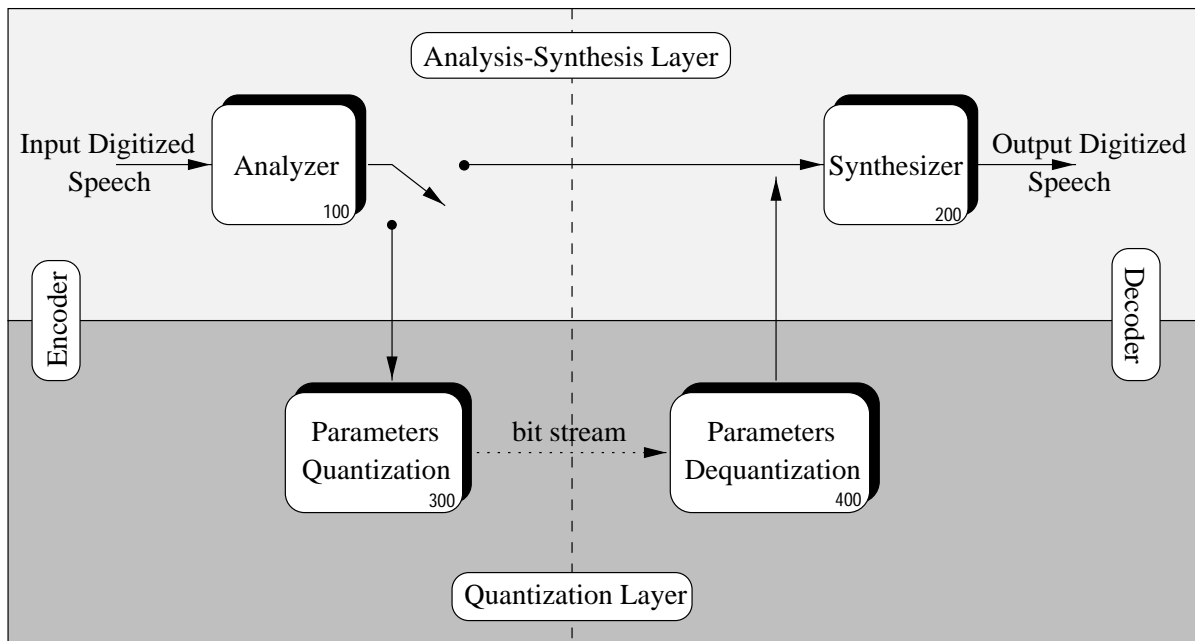 Analysis-Synthesis Layer
Input Digitized
Speech
Analyzer
100
Synthesizer
200
Output Digitized
Speech
Encoder
Decoder
Parameters
Quantization
300
bit stream
Parameters
Dequantization
400
Quantization Layer